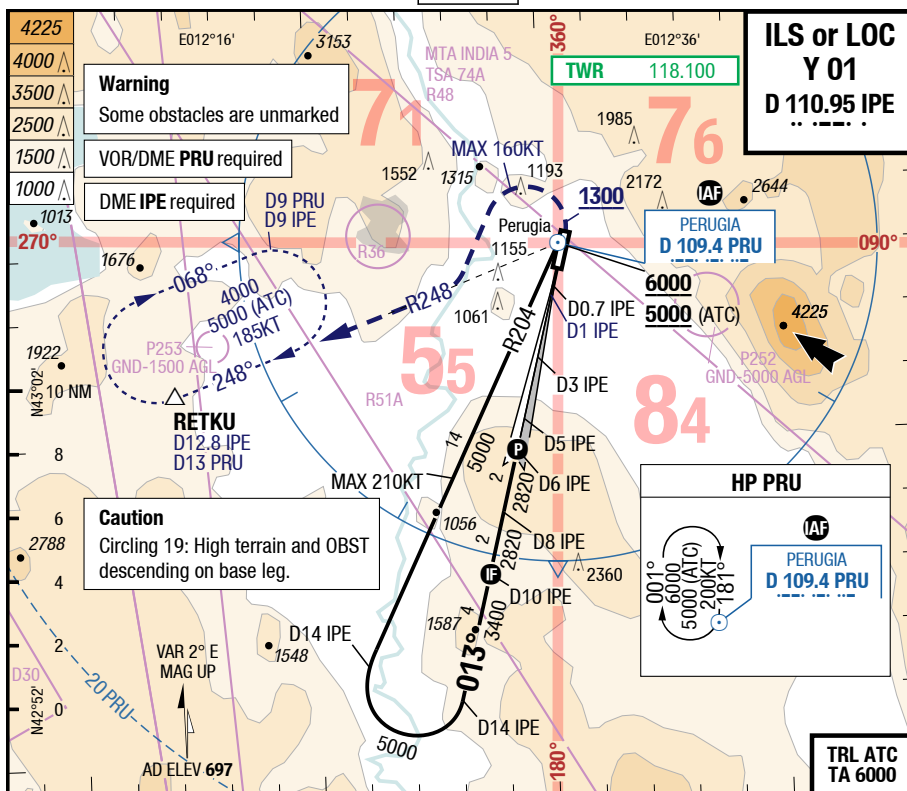 4225
4000
3500
2500
1500
1000
E012°16'
3153
MTA INDIA 5
TSA 74A
R48
360°
E012°36'
TWR 118.100
ILS or LOC
Y 01
D 110.95 IPE
Warning
Some obstacles are unmarked
VOR/DME PRU required
DME IPE required
71
76
1985
MAX 160KT
1552
1315
1193
2172
IAF
2644
1300
1013
D9 PRU
D9 IPE
Perugia
PERUGIA
D 109.4 PRU
270°
090°
R36
1155
1676
068°
4000
5000 (ATC)
185KT
R248
6000
5000 (ATC)
1061
R204
D0.7 IPE
D1 IPE
4225
P253
GND-1500 AGL
248°
1922
P252
GND-5000 AGL
55
D3 IPE
84
N43°02'
10 NM
R51A
RETKU
D12.8 IPE
D13 PRU
14
5000
D5 IPE
P
8
2
2820
D6 IPE
MAX 210KT
HP PRU
6
1056
Caution
Circling 19: High terrain and OBST
descending on base leg.
2
2820
D8 IPE
IAF
PERUGIA
D 109.4 PRU
001°
6000
5000 (ATC)
200KT
181°
2788
2360
4
IF
D10 IPE
1587
4
3400
013°
2
D14 IPE
1548
VAR 2° E
MAG UP
D30
20 PRU
N42°52'
0
D14 IPE
5000
180°
AD ELEV 697
TRL ATC
TA 6000